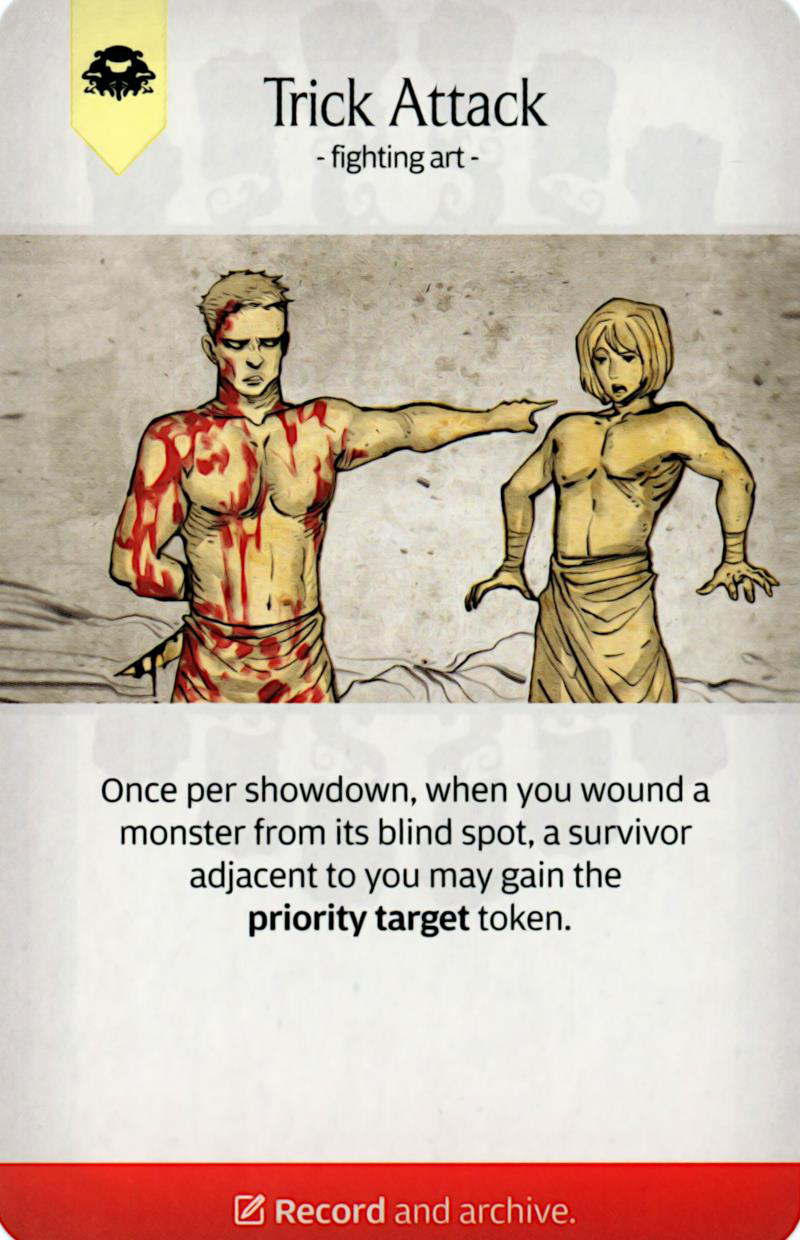 Trick Attack
- fighting art -
Once per showdown, when you wound a
monster from its blind spot, a survivor
adjacent to you may gain the
priority target token.
Record and archive.